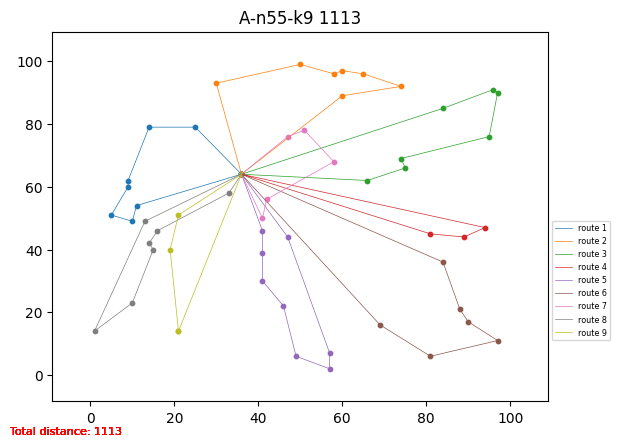 A-n55-k9 1113
100
80
60
40
20
0
0 20 40 60 80 100
route 1
route 2
route 3
route 4
route 5
route 6
route 7
route 8
route 9
Total distance: 1113